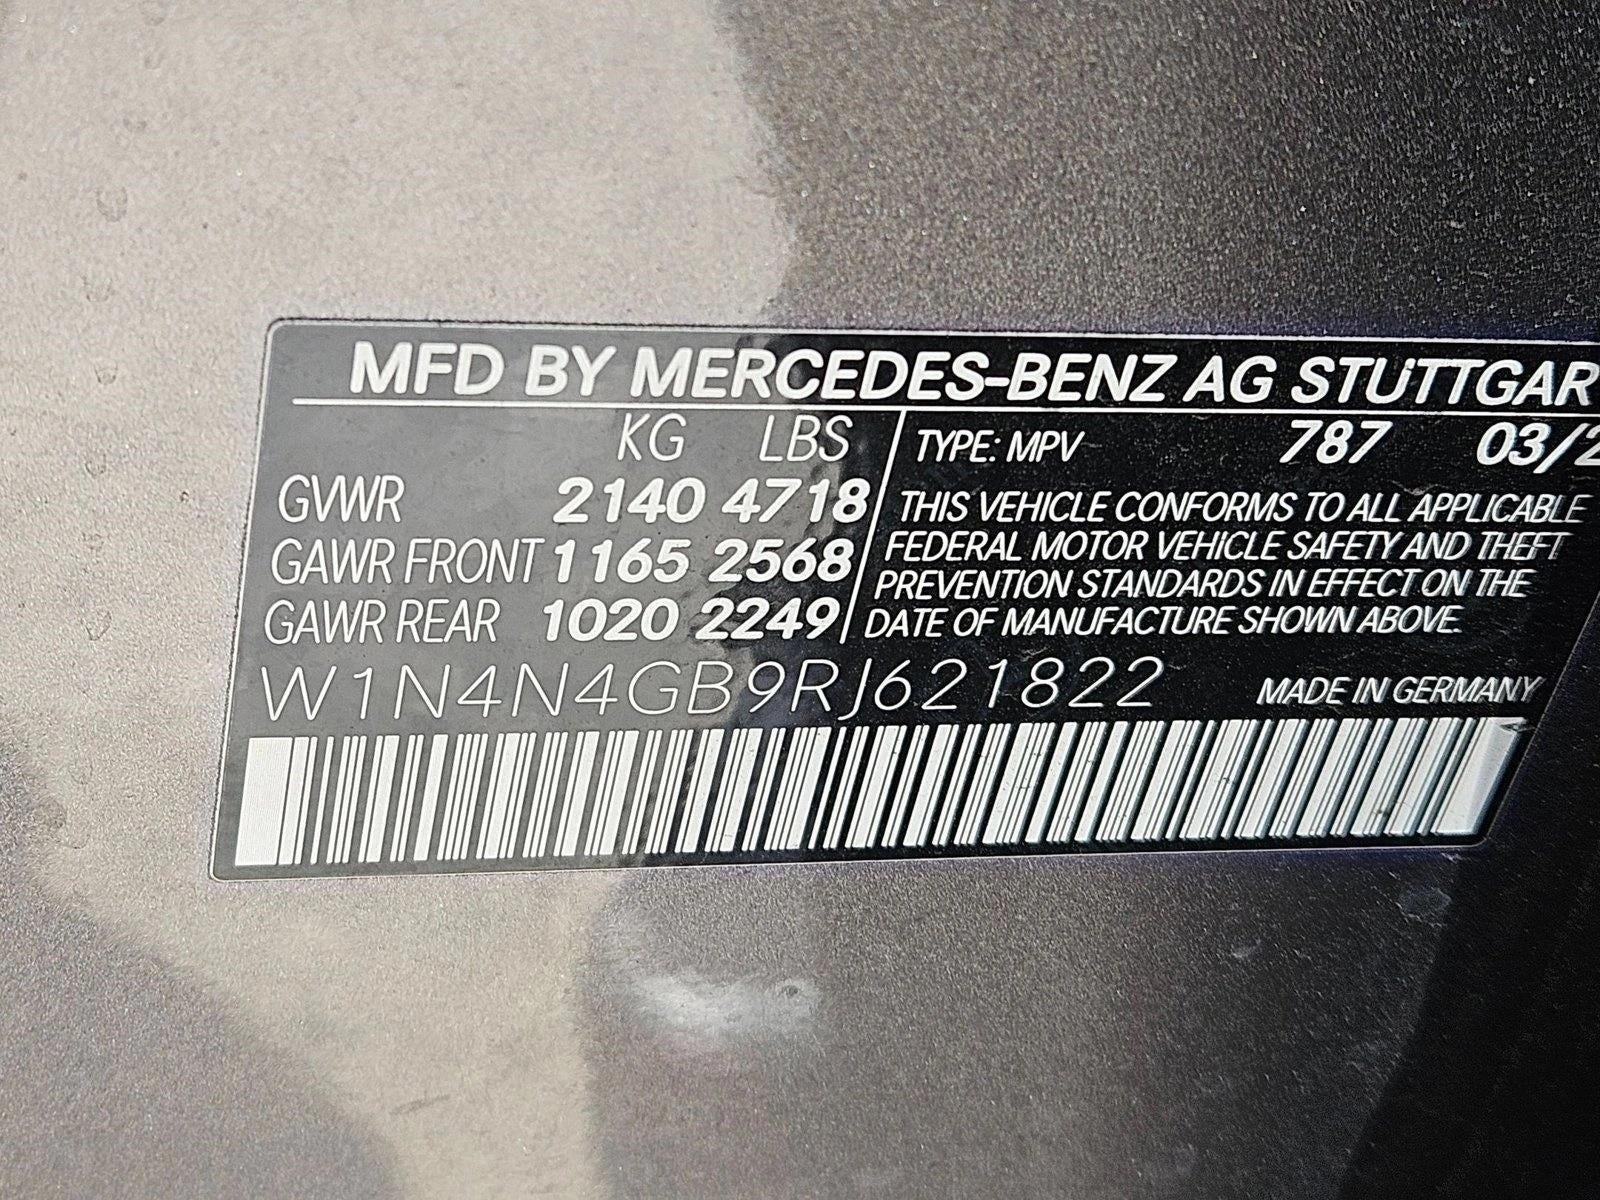 MFD BY MERCEDES-BENZ AG STUTTGAR
KG LBS
GVWR 2140 4718
GAWR FRONT 1165 2568
GAWR REAR 1020 2249
TYPE: MPV 787 03/2
THIS VEHICLE CONFORMS TO ALL APPLICABLE
FEDERAL MOTOR VEHICLE SAFETY AND THEFT
PREVENTION STANDARDS IN EFFECT ON THE
DATE OF MANUFACTURE SHOWN ABOVE.
W1N4N4GB9RJ621822 MADE IN GERMANY